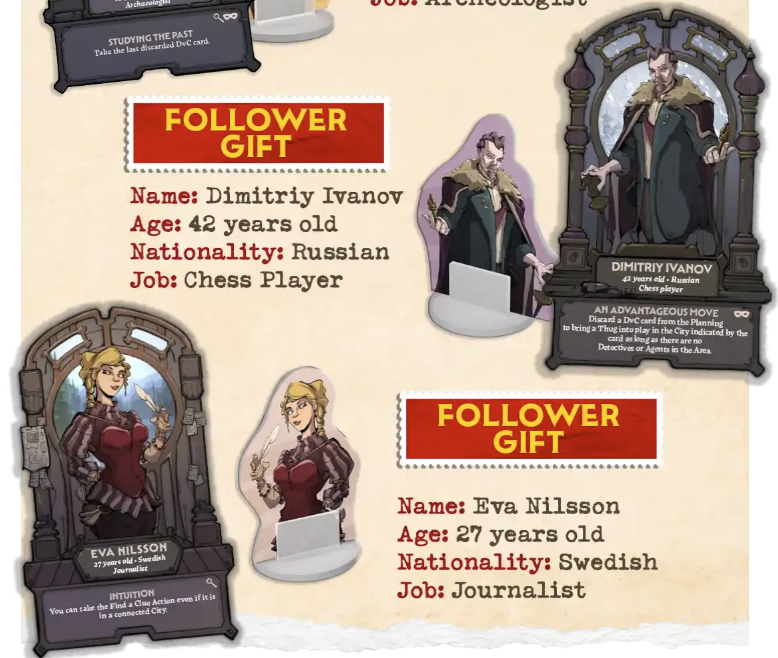 Archeologist
Job: Archeologist
STUDYING THE PAST
Take the last discarded DvC card.
FOLLOWER
GIFT
Name: Dimitriy Ivanov
Age: 42 years old
Nationality: Russian
Job: Chess Player
DIMITRIY IVANOV
42 years old • Russian
Chess player
AN ADVANTAGEOUS MOVE
Discard a DvC card from the Planning
to bring a Thug into play in the City indicated by the
card as long as there are no
Detectives or Agents in the Area.
EVA NILSSON
27 years old • Swedish
Journalist
INTUITION
You can take the Find a Clue Action even if it is
in a connected City.
FOLLOWER
GIFT
Name: Eva Nilsson
Age: 27 years old
Nationality: Swedish
Job: Journalist